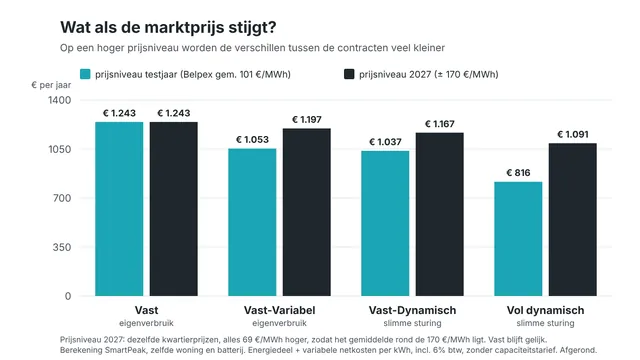 Wat als de marktprijs stijgt?
Op een hoger prijsniveau worden de verschillen tussen de contracten veel kleiner
prijsniveau testjaar (Belpex gem. 101 €/MWh)
prijsniveau 2027 (± 170 €/MWh)
€ per jaar
1400
1050
700
350
0
€ 1.243
€ 1.243
€ 1.053
€ 1.197
€ 1.037
€ 1.167
€ 816
€ 1.091
Vast
eigenverbruik
Vast-Variabel
eigenverbruik
Vast-Dynamisch
slimme sturing
Vol dynamisch
slimme sturing
Prijsniveau 2027: dezelfde kwartierprijzen, alles 69 €/MWh hoger, zodat het gemiddelde rond de 170 €/MWh ligt. Vast blijft gelijk.
Berekening SmartPeak, zelfde woning en batterij. Energiedeel + variabele netkosten per kWh, incl. 6% btw, zonder capaciteitstarief. Afgerond.